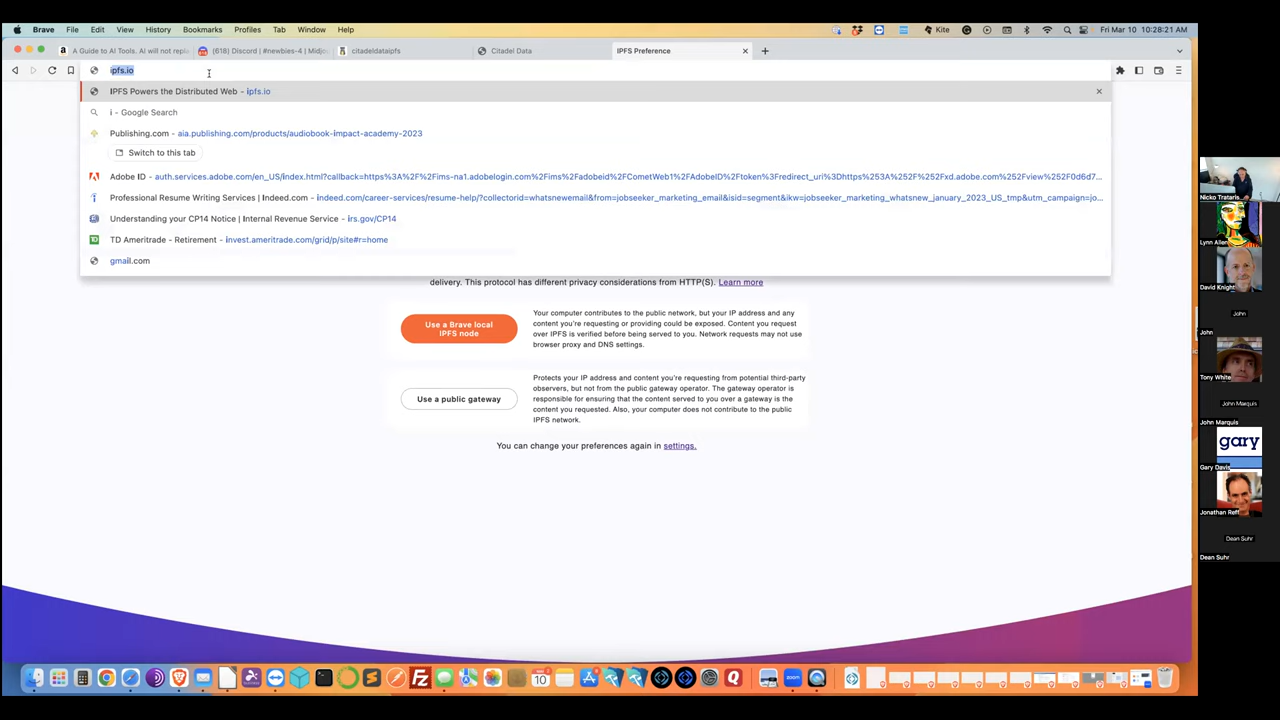 Brave File Edit View History Bookmarks Profiles Tab Window Help Kite Fri Mar 10 10:28:21 AM
A Guide to AI Tools. AI will not repla (618) Discord | #newbies-4 | Midjo citadeldataipfs Citadel Data IPFS Preference
ipfs.io
IPFS Powers the Distributed Web - ipfs.io
i - Google Search
Publishing.com - aia.publishing.com/products/audiobook-impact-academy-2023
Switch to this tab
Adobe ID - auth.services.adobe.com/en_US/index.html?callback=https%3A%2F%2Fims-na1.adobelogin.com%2Fims%2Fadobeid%2FCometWeb1%2FAdobeID%2Ftoken%3Fredirect_uri%3Dhttps%253A%252F%252Fxd.adobe.com%252Fview%252F0d6d7...
Professional Resume Writing Services | Indeed.com - indeed.com/career-services/resume-help/?collectorid=whatsnewemail&from=jobseeker_marketing_email&isid=segment&ikw=jobseeker_marketing_whatsnew_january_2023_US_tmp&utm_campaign=jo...
Understanding your CP14 Notice | Internal Revenue Service - irs.gov/CP14
TD Ameritrade - Retirement - invest.ameritrade.com/grid/p/site#r=home
gmail.com
delivery. This protocol has different privacy considerations from HTTP(S). Learn more
Use a Brave local
IPFS node
Your computer contributes to the public network, but your IP address and any
content you're requesting or providing could be exposed. Content you request
over IPFS is verified before being served to you. Network requests may not use
browser proxy and DNS settings.
Use a public gateway
Protects your IP address and content you're requesting from potential third-party
observers, but not from the public gateway operator. The gateway operator is
responsible for ensuring that the content served to you over a gateway is the
content you requested. Also, your computer does not contribute to the public
IPFS network.
You can change your preferences again in settings.
Nicko Trataris
Lynn Allen
David Knight
John
John
Tony White
John Marquis
John Marquis
gary
Gary Davis
Jonathan Reff
Dean Suhr
Dean Suhr
10
zoom